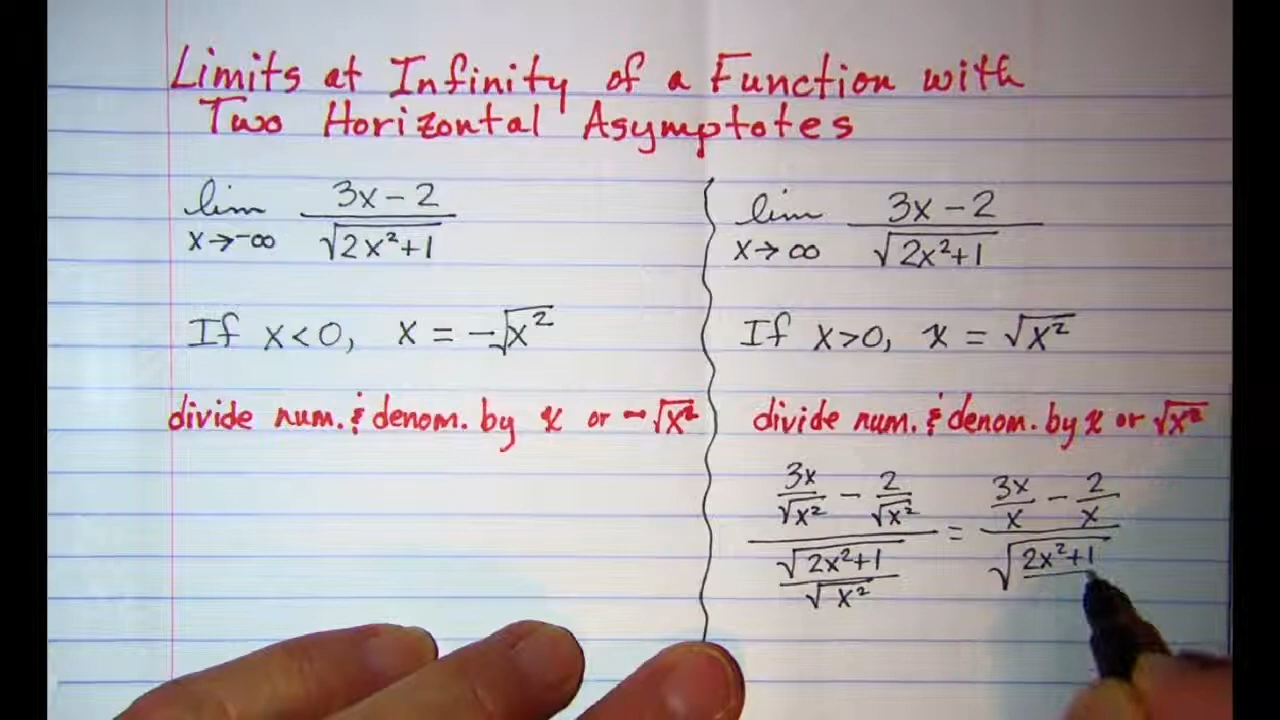 Limits at Infinity of a Function with
Two Horizontal Asymptotes
lim x→-∞ (3x-2)/√(2x²+1)
If x<0, x = -√x²
divide num. & denom. by x or -√x²
lim x→∞ (3x-2)/√(2x²+1)
If x>0, x = √x²
divide num. & denom. by x or √x²
(3x/√x² - 2/√x²)/(√(2x²+1)/√x²) = (3x/x - 2/x)/√(2x²+1)